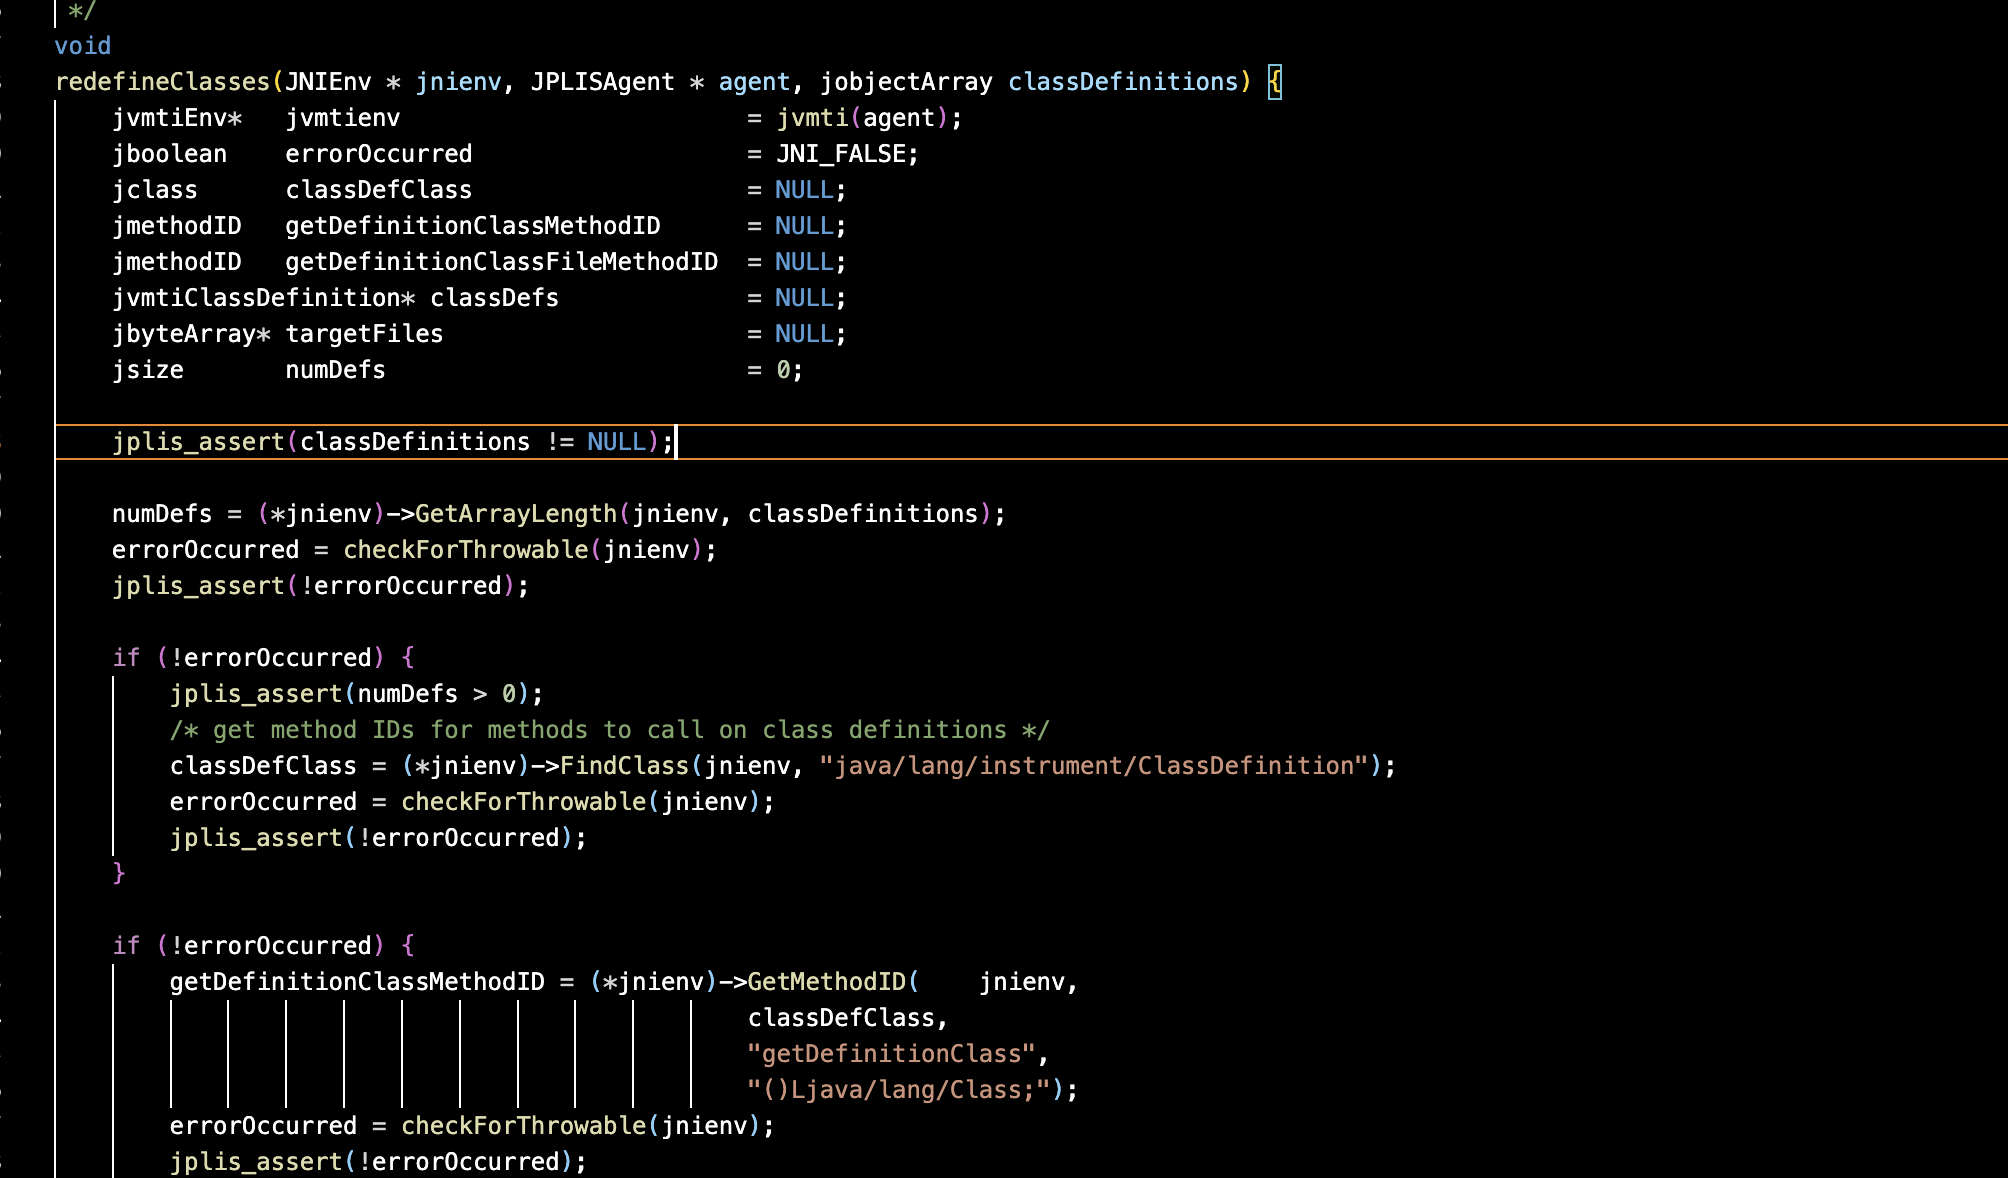 */
void
redefineClasses(JNIEnv * jnienv, JPLISAgent * agent, jobjectArray classDefinitions) {
    jvmtiEnv*   jvmtienv                        = jvmti(agent);
    jboolean    errorOccurred                   = JNI_FALSE;
    jclass      classDefClass                   = NULL;
    jmethodID   getDefinitionClassMethodID      = NULL;
    jmethodID   getDefinitionClassFileMethodID  = NULL;
    jvmtiClassDefinition* classDefs             = NULL;
    jbyteArray* targetFiles                     = NULL;
    jsize       numDefs                         = 0;

    jplis_assert(classDefinitions != NULL);

    numDefs = (*jnienv)->GetArrayLength(jnienv, classDefinitions);
    errorOccurred = checkForThrowable(jnienv);
    jplis_assert(!errorOccurred);

    if (!errorOccurred) {
        jplis_assert(numDefs > 0);
        /* get method IDs for methods to call on class definitions */
        classDefClass = (*jnienv)->FindClass(jnienv, "java/lang/instrument/ClassDefinition");
        errorOccurred = checkForThrowable(jnienv);
        jplis_assert(!errorOccurred);
    }

    if (!errorOccurred) {
        getDefinitionClassMethodID = (*jnienv)->GetMethodID(    jnienv,
                                                classDefClass,
                                                "getDefinitionClass",
                                                "()Ljava/lang/Class;");
        errorOccurred = checkForThrowable(jnienv);
        jplis_assert(!errorOccurred);